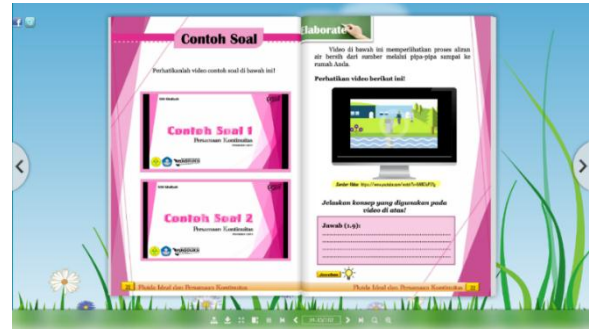 Contoh Soal
Perhatikanlah video contoh soal di bawah ini!
Contoh Soal 1
Persamaan Kontinuitas
Contoh Soal 2
Persamaan Kontinuitas
Fluida Ideal dan Persamaan Kontinuitas
Elaborate
Video di bawah ini memperlihatkan proses aliran
air bersih dari sumber melalui pipa-pipa sampai ke
rumah Anda.
Perhatikan video berikut ini!
Sumber Video:
Jelaskan konsep yang digunakan pada
video di atas!
Jawab (1.9):
Fluida Ideal dan Persamaan Kontinuitas